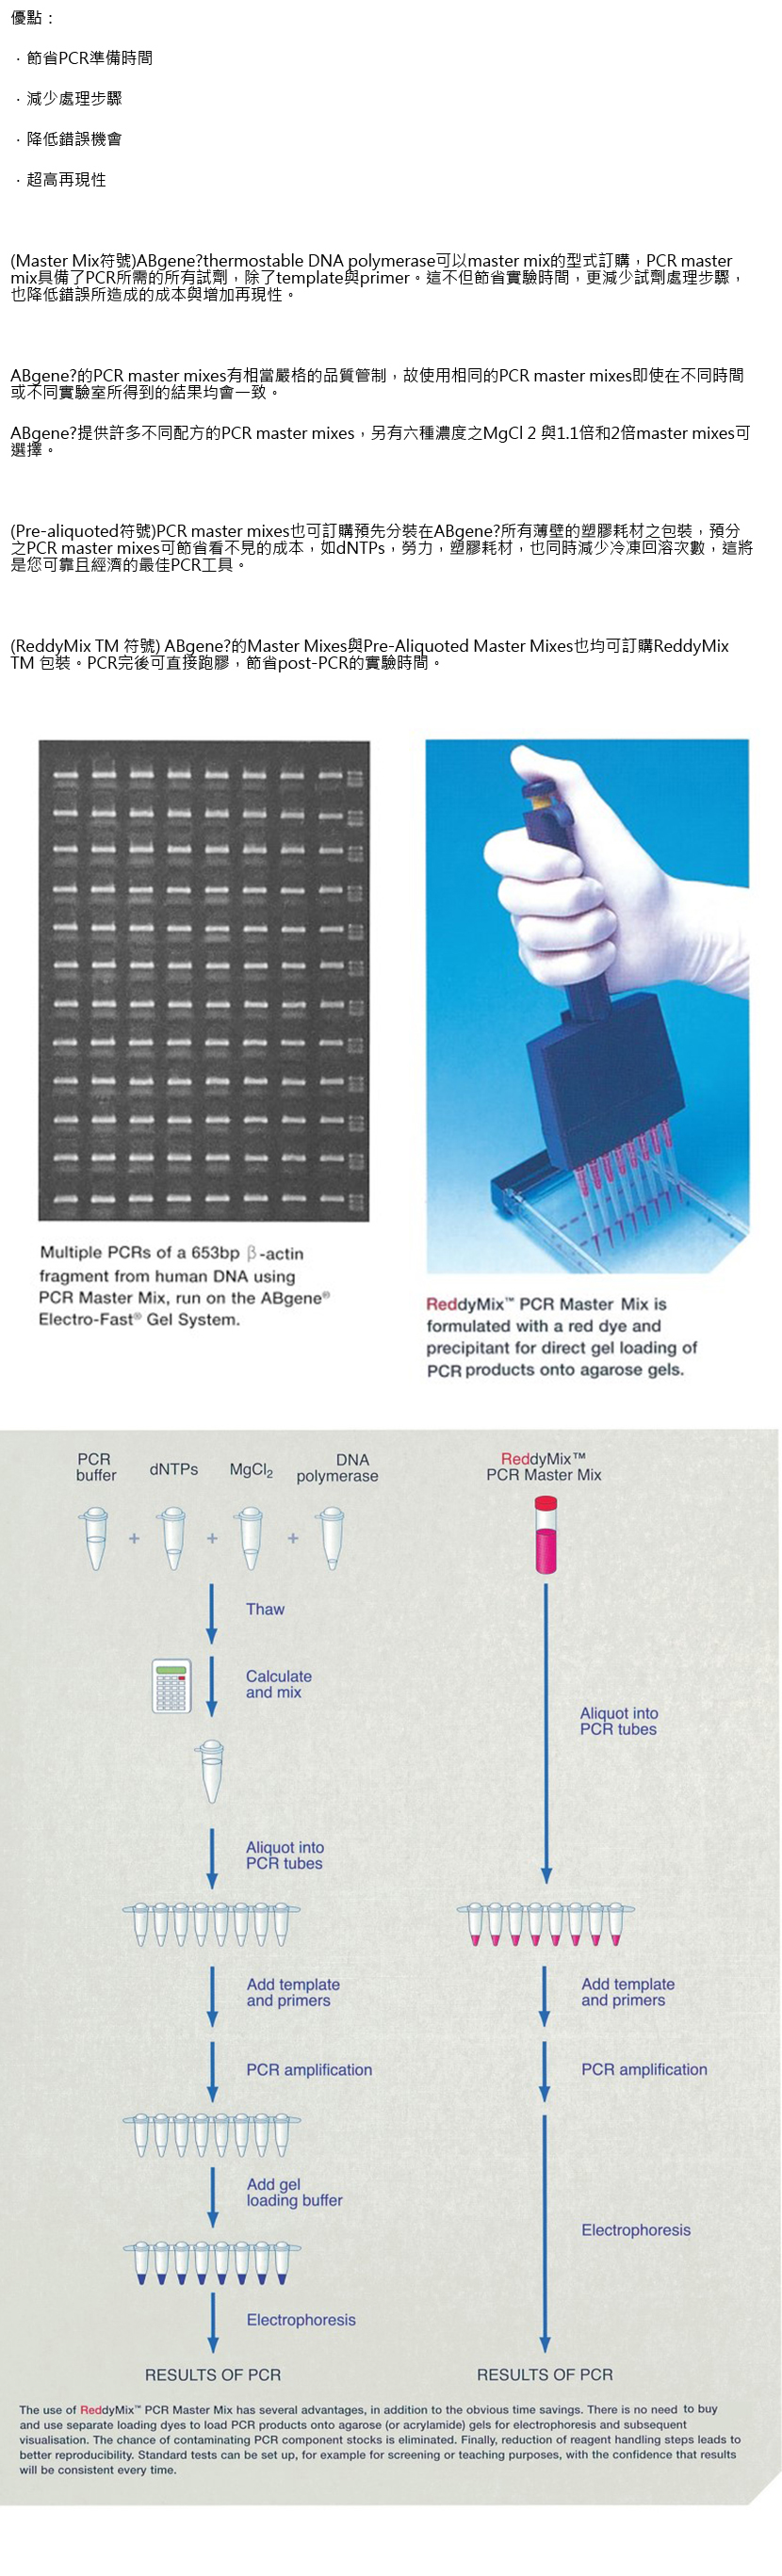 優點：
· 節省PCR準備時間
· 減少處理步驟
· 降低錯誤機會
· 超高再現性
(Master Mix符號)ABgene?thermostable DNA polymerase可以master mix的型式訂購，PCR master
mix具備了PCR所需的所有試劑，除了template與primer。這不但節省實驗時間，更減少試劑處理步驟，
也降低錯誤所造成的成本與增加再現性。
ABgene?的PCR master mixes有相當嚴格的品質管制，故使用相同的PCR master mixes即使在不同時間
或不同實驗室所得到的結果均會一致。
ABgene?提供許多不同配方的PCR master mixes，另有六種濃度之MgCl 2 與1.1倍和2倍master mixes可
選擇。
(Pre-aliquoted符號)PCR master mixes也可訂購預先分裝在ABgene?所有薄壁的塑膠耗材之包裝，預分
之PCR master mixes可節省看不見的成本，如dNTPs，勞力，塑膠耗材，也同時減少冷凍回溶次數，這將
是您可靠且經濟的最佳PCR工具。
(ReddyMix TM 符號) ABgene?的Master Mixes與Pre-Aliquoted Master Mixes也均可訂購ReddyMix
TM 包裝。PCR完後可直接跑膠，節省post-PCR的實驗時間。
Multiple PCRs of a 653bp β-actin
fragment from human DNA using
PCR Master Mix, run on the ABgene®
Electro-Fast® Gel System.
ReddyMix™ PCR Master Mix is
formulated with a red dye and
precipitant for direct gel loading of
PCR products onto agarose gels.
PCR
buffer
dNTPs
MgCl₂
DNA
polymerase
ReddyMix™
PCR Master Mix
+ + +
Thaw
Calculate
and mix
Aliquot into
PCR tubes
Aliquot into
PCR tubes
Add template
and primers
Add template
and primers
PCR amplification
PCR amplification
Add gel
loading buffer
Electrophoresis
Electrophoresis
RESULTS OF PCR
RESULTS OF PCR
The use of ReddyMix™ PCR Master Mix has several advantages, in addition to the obvious time savings. There is no need to buy
and use separate loading dyes to load PCR products onto agarose (or acrylamide) gels for electrophoresis and subsequent
visualisation. The chance of contaminating PCR component stocks is eliminated. Finally, reduction of reagent handling steps leads to
better reproducibility. Standard tests can be set up, for example for screening or teaching purposes, with the confidence that results
will be consistent every time.